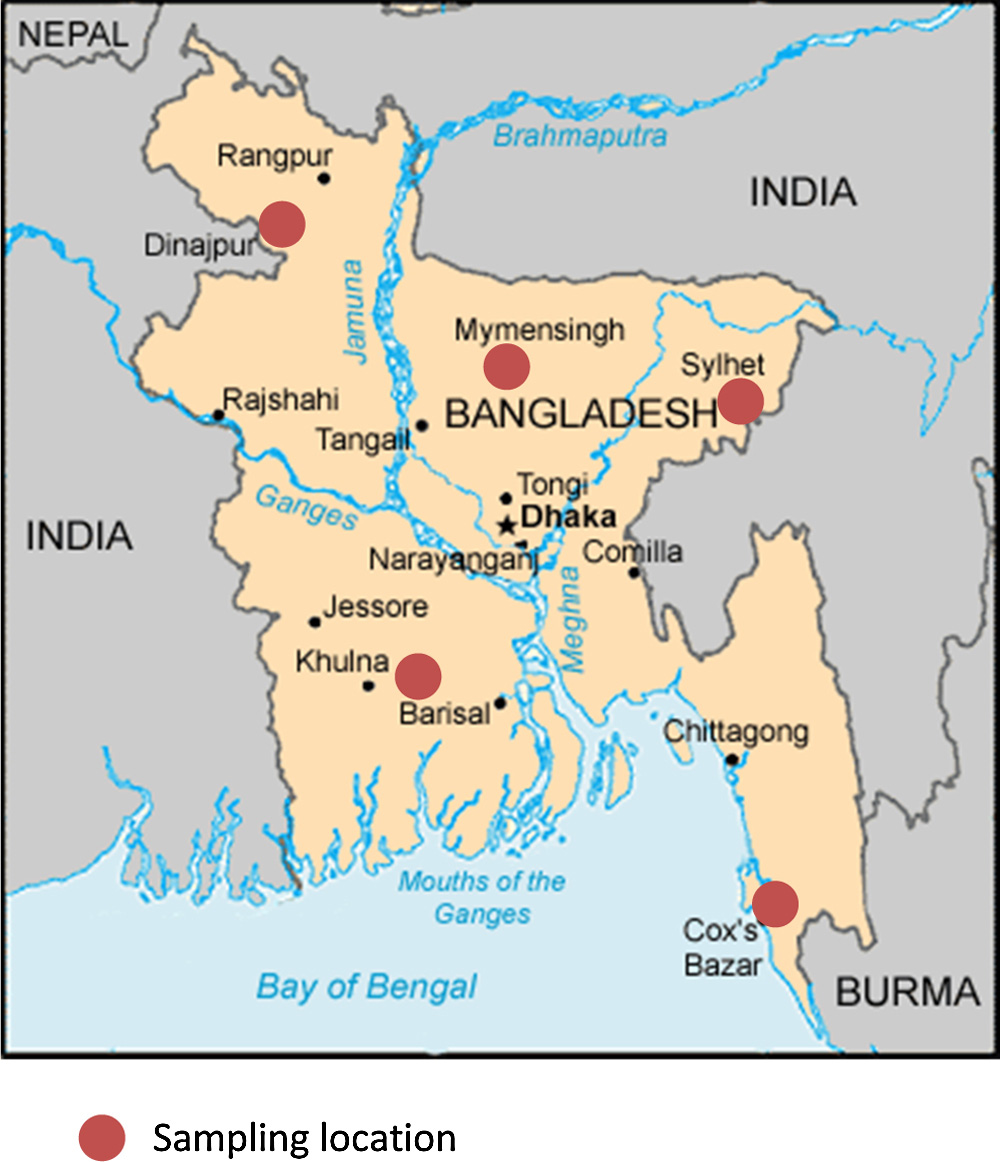 NEPAL
Brahmaputra
Rangpur
INDIA
Dinajpur
Jamuna
Mymensingh
Sylhet
Rajshahi
BANGLADESH
Tangail
Tongi
Ganges
Dhaka
INDIA
Narayanganj
Comilla
Meghna
Jessore
Khulna
Barisal
Chittagong
Mouths of the
Ganges
Cox's
Bazar
Bay of Bengal
BURMA
Sampling location